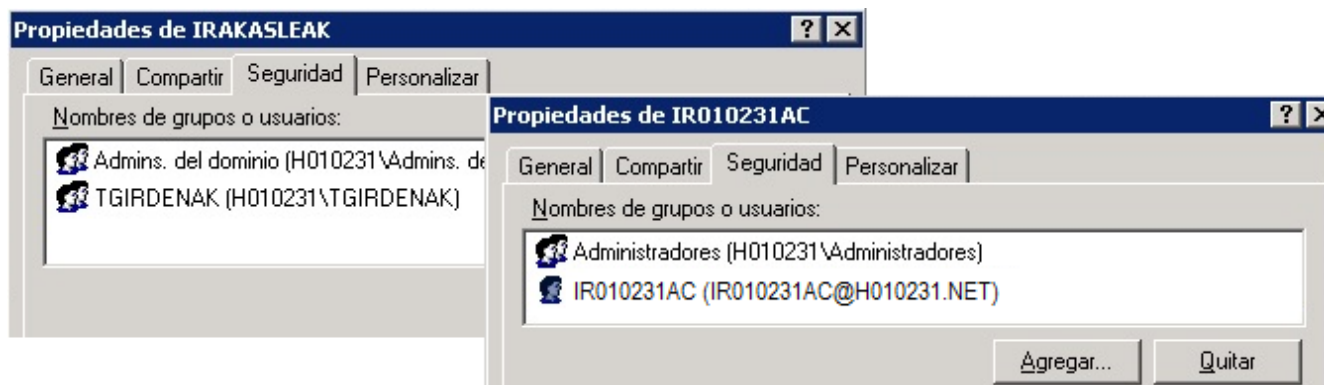 Propiedades de IRAKASLEAK
General Compartir Seguridad Personalizar
Nombres de grupos o usuarios:
Admins. del dominio (H010231\Admins. de
TGIRDENAK (H010231\TGIRDENAK)
Propiedades de IR010231AC
General Compartir Seguridad Personalizar
Nombres de grupos o usuarios:
Administradores (H010231\Administradores)
IR010231AC (IR010231AC@H010231.NET)
Agregar... Quitar